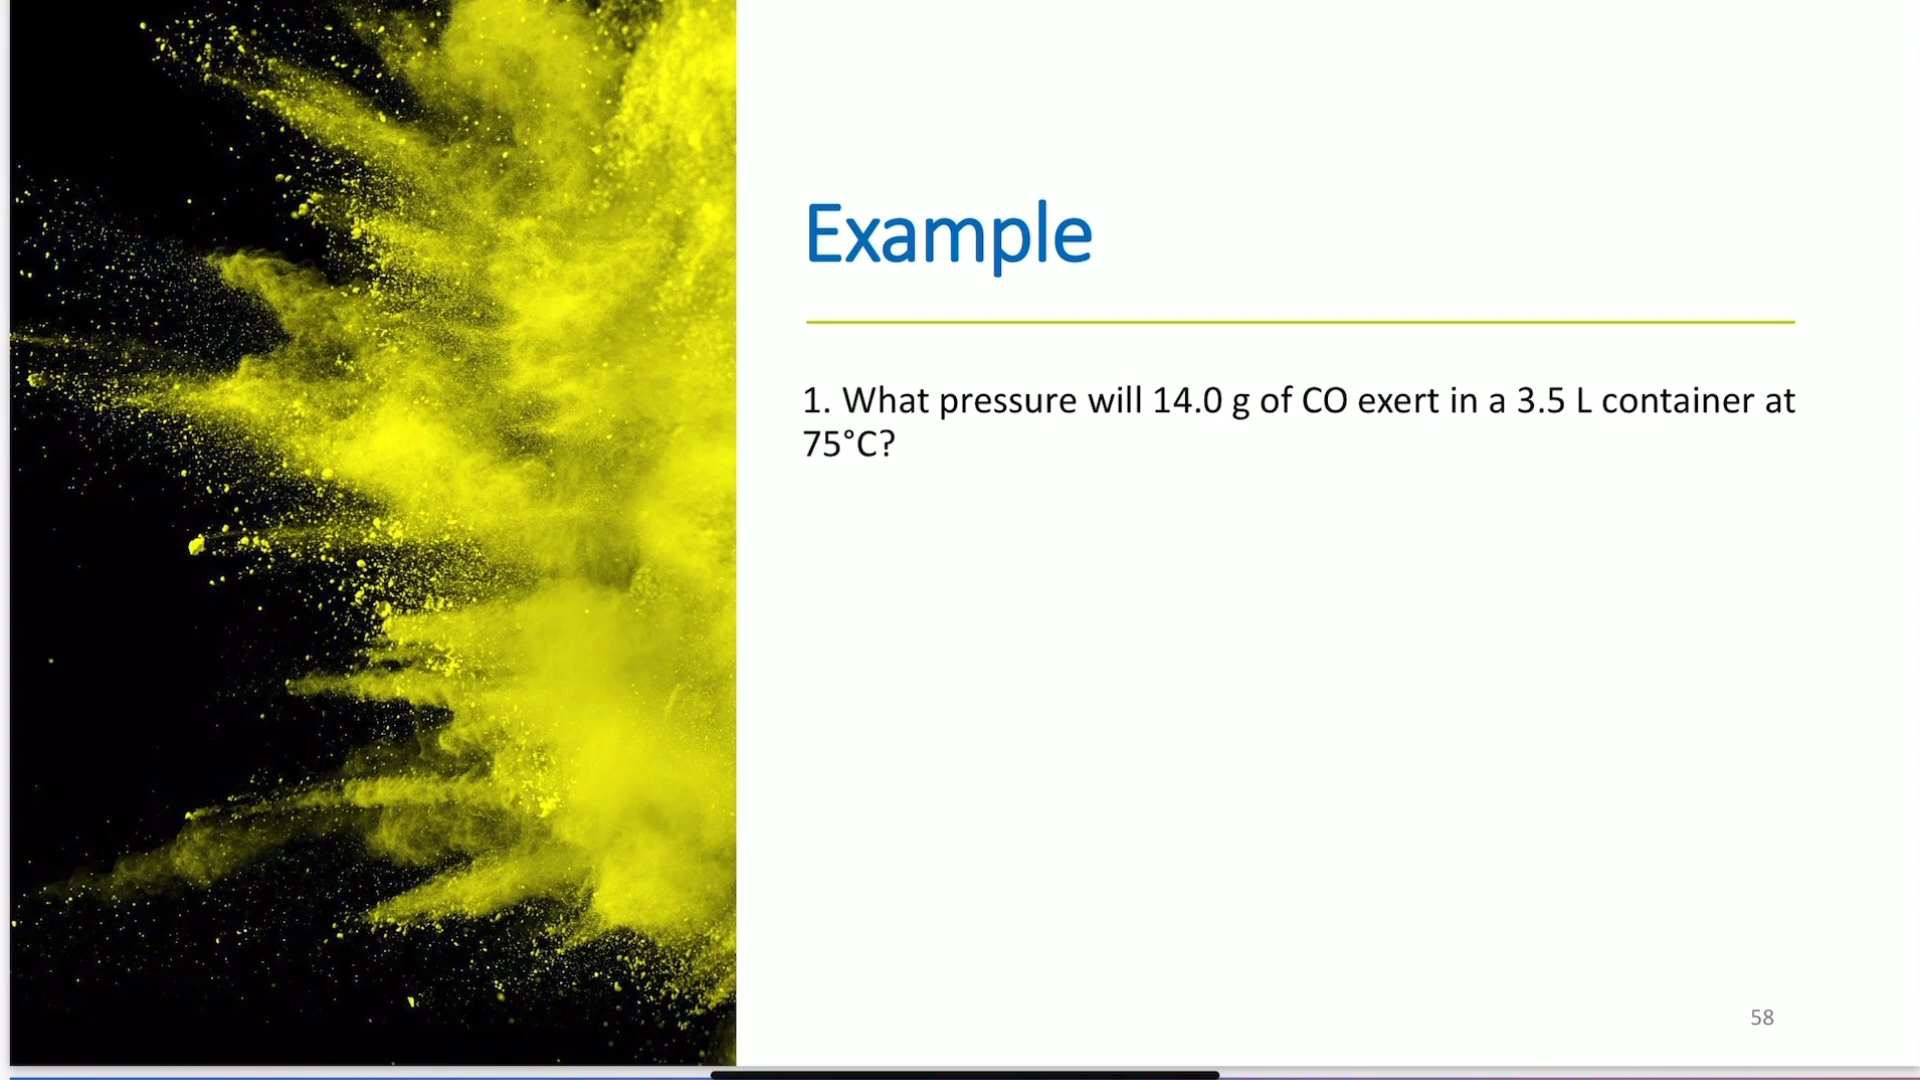 Example
1. What pressure will 14.0 g of CO exert in a 3.5 L container at
75°C?
58